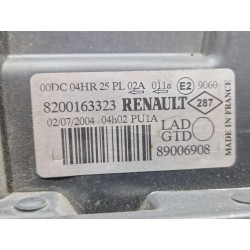 00DC 04HR 25 PL 02A 011a E2 9060
8200163323 RENAULT 287
02/07/2004 04h02 PU1A
LAD
GTD
89006908
MADE IN FRANCE